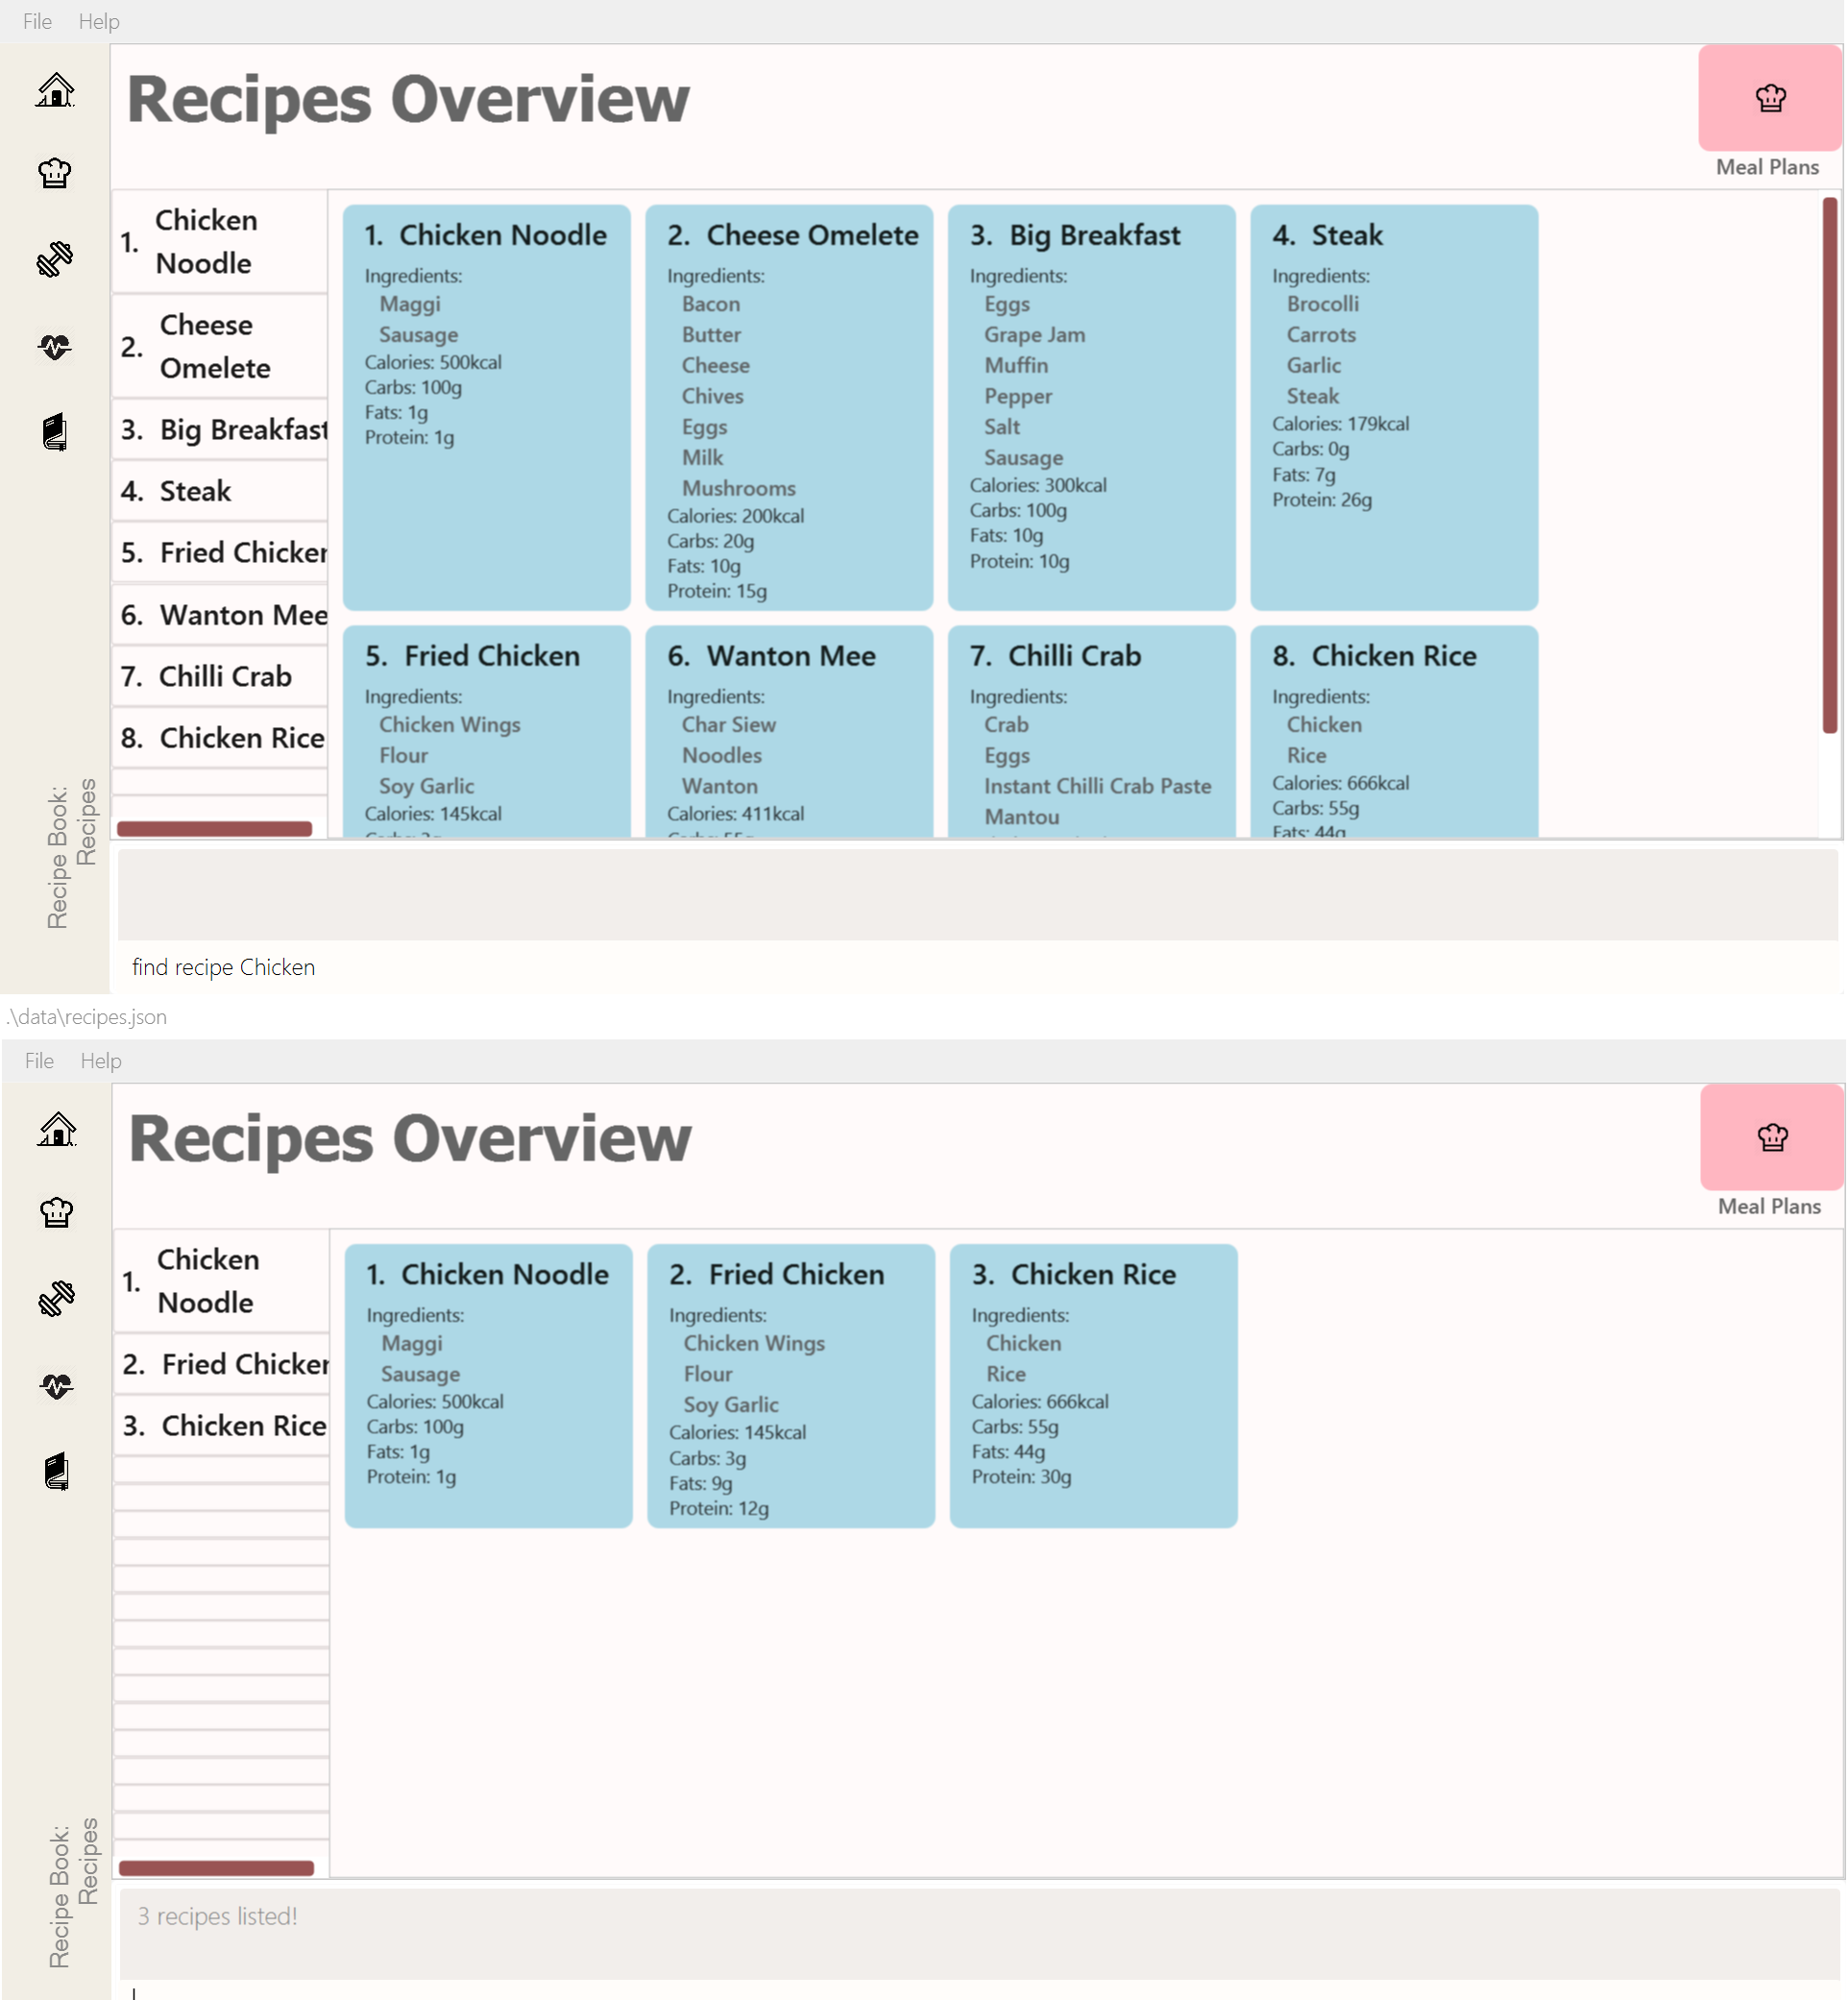 File Help
Recipes Overview
Meal Plans
1. Chicken
Noodle
2. Cheese
Omelete
3. Big Breakfast
4. Steak
5. Fried Chicken
6. Wanton Mee
7. Chilli Crab
8. Chicken Rice
1. Chicken Noodle
Ingredients:
Maggi
Sausage
Calories: 500kcal
Carbs: 100g
Fats: 1g
Protein: 1g
2. Cheese Omelete
Ingredients:
Bacon
Butter
Cheese
Chives
Eggs
Milk
Mushrooms
Calories: 200kcal
Carbs: 20g
Fats: 10g
Protein: 15g
3. Big Breakfast
Ingredients:
Eggs
Grape Jam
Muffin
Pepper
Salt
Sausage
Calories: 300kcal
Carbs: 100g
Fats: 10g
Protein: 10g
4. Steak
Ingredients:
Brocolli
Carrots
Garlic
Steak
Calories: 179kcal
Carbs: 0g
Fats: 7g
Protein: 26g
5. Fried Chicken
Ingredients:
Chicken Wings
Flour
Soy Garlic
Calories: 145kcal
Carbs: 3g
6. Wanton Mee
Ingredients:
Char Siew
Noodles
Wanton
Calories: 411kcal
Carbs: 55g
7. Chilli Crab
Ingredients:
Crab
Eggs
Instant Chilli Crab Paste
Mantou
8. Chicken Rice
Ingredients:
Chicken
Rice
Calories: 666kcal
Carbs: 55g
Fats: 44g
Recipe Book:
Recipes
find recipe Chicken
.\data\recipes.json
File Help
Recipes Overview
Meal Plans
1. Chicken
Noodle
2. Fried Chicken
3. Chicken Rice
1. Chicken Noodle
Ingredients:
Maggi
Sausage
Calories: 500kcal
Carbs: 100g
Fats: 1g
Protein: 1g
2. Fried Chicken
Ingredients:
Chicken Wings
Flour
Soy Garlic
Calories: 145kcal
Carbs: 3g
Fats: 9g
Protein: 12g
3. Chicken Rice
Ingredients:
Chicken
Rice
Calories: 666kcal
Carbs: 55g
Fats: 44g
Protein: 30g
Recipe Book:
Recipes
3 recipes listed!